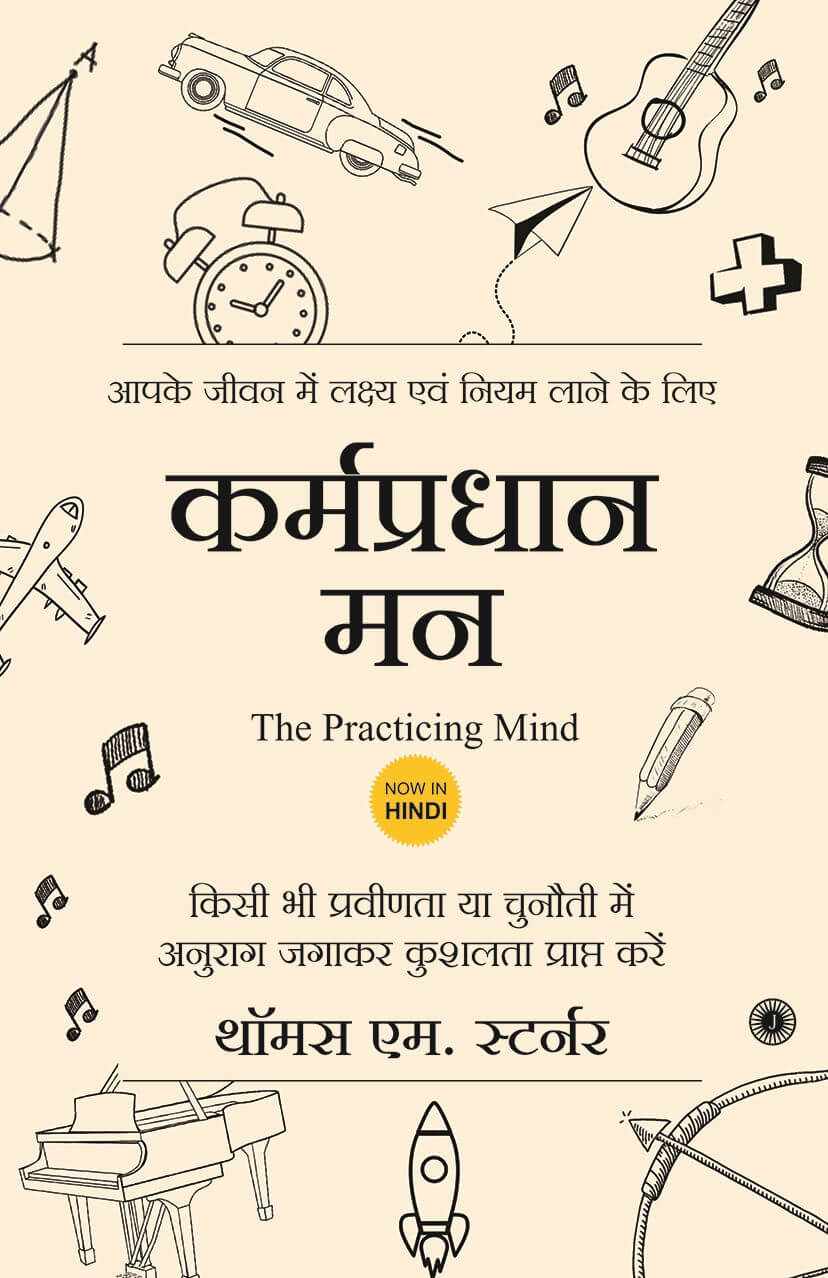 A
आपके जीवन में लक्ष्य एवं नियम लाने के लिए
कर्मप्रधान
मन
The Practicing Mind
NOW IN
HINDI
किसी भी प्रवीणता या चुनौती में
अनुराग जगाकर कुशलता प्राप्त करें
थॉमस एम. स्टर्नर
J